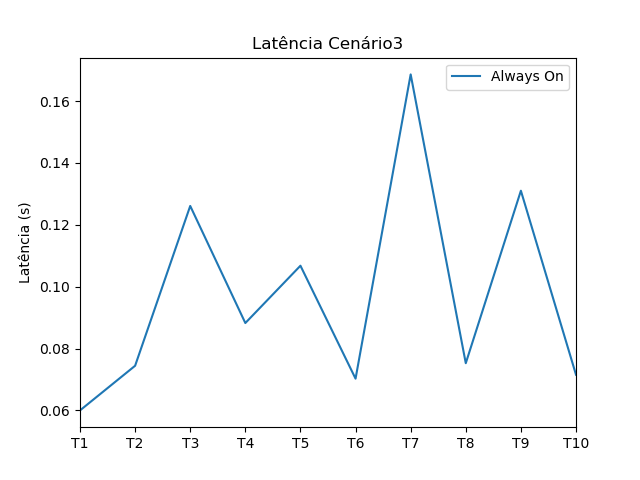 Latência Cenário3
Always On
Latência (s)
0.16
0.14
0.12
0.10
0.08
0.06
T1 T2 T3 T4 T5 T6 T7 T8 T9 T10